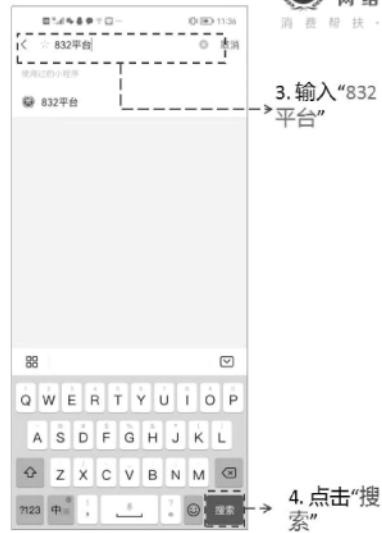 网络
消费帮扶·
11:36
832平台
取消
使用过的小程序
832平台
3.输入“832
平台”
Q W E R T Y U I O P
A S D F G H J K L
Z X C V B N M
?123 中 搜索
4.点击“搜
索”